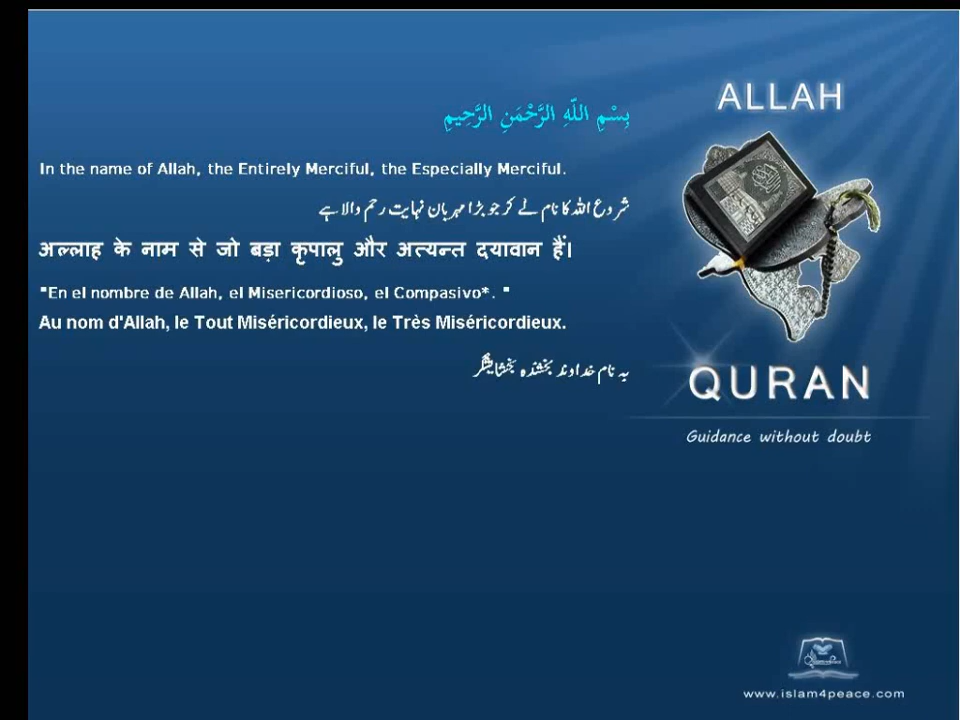 بِسْمِ اللّهِ الرَّحْمَنِ الرَّحِيمِ
In the name of Allah, the Entirely Merciful, the Especially Merciful.
شروع الله کا نام لے کر جو بڑا مہربان نہایت رحم والا ہے
अल्लाह के नाम से जो बड़ा कृपालु और अत्यन्त दयावान हैं।
"En el nombre de Allah, el Misericordioso, el Compasivo*. "
Au nom d'Allah, le Tout Miséricordieux, le Très Miséricordieux.
به نام خداوند بخشنده بخشایشگر
ALLAH
QURAN
Guidance without doubt
www.islam4peace.com